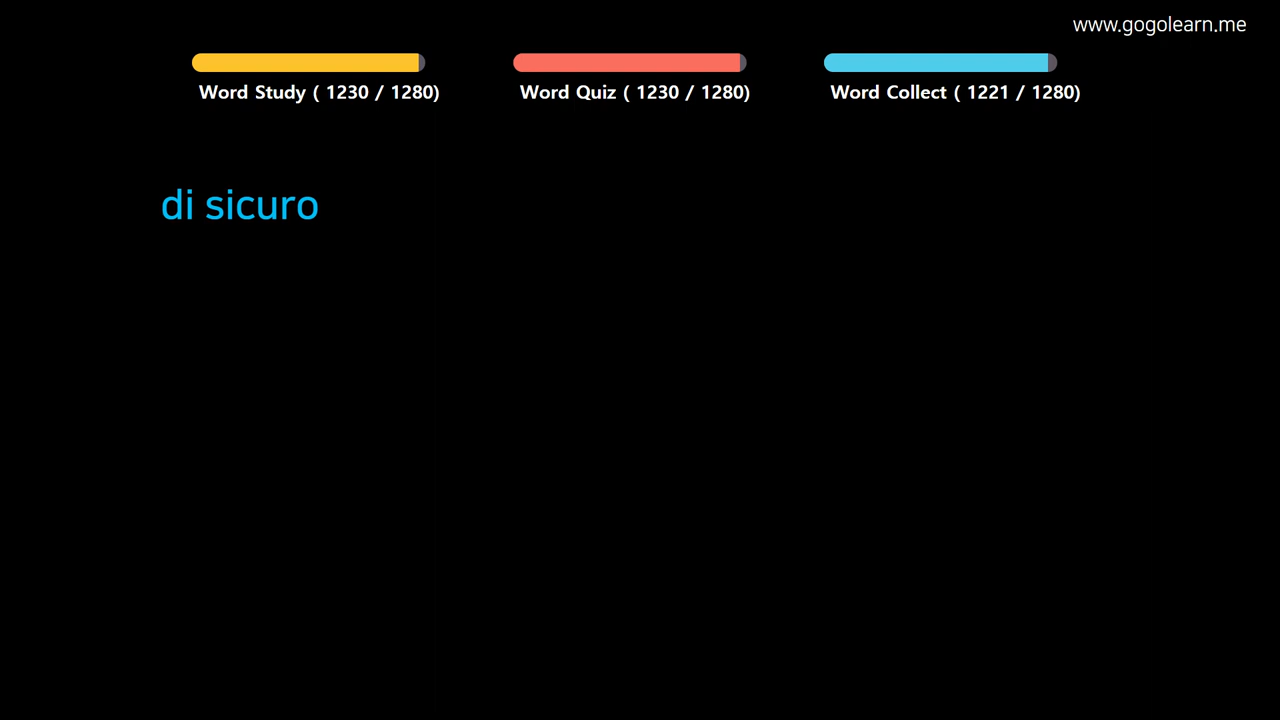 www.gogolearn.me
Word Study ( 1230 / 1280)
Word Quiz ( 1230 / 1280)
Word Collect ( 1221 / 1280)
di sicuro